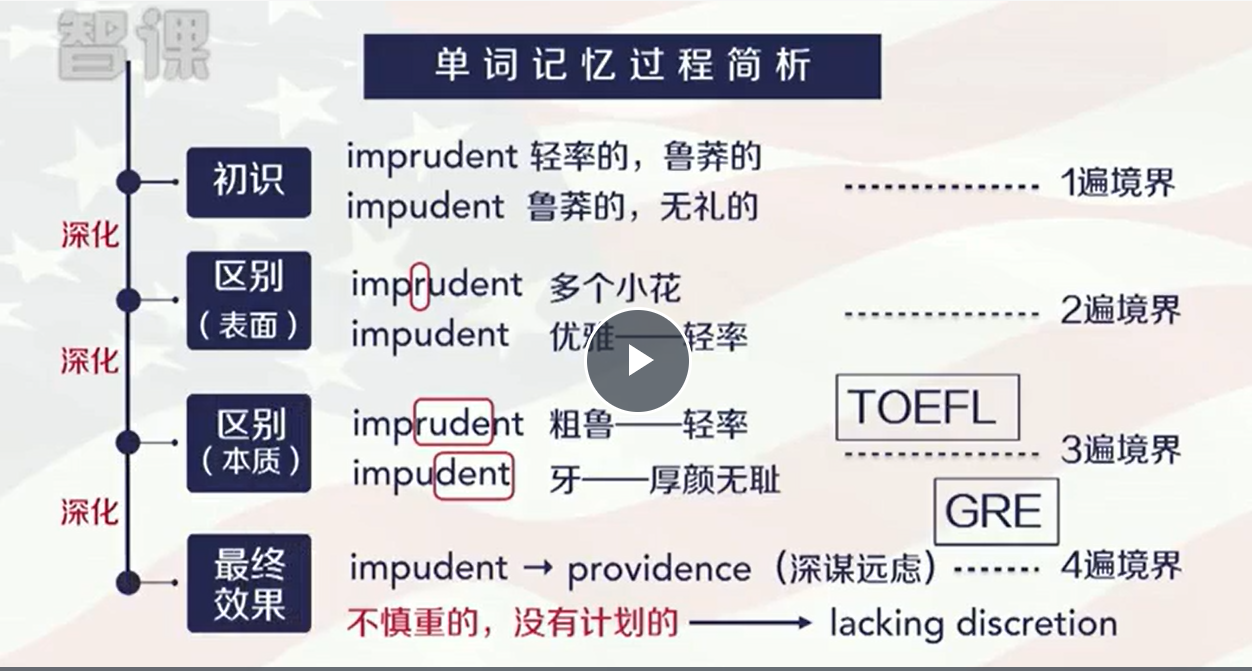 智课
单词记忆过程简析
初识
imprudent 轻率的，鲁莽的
impudent 鲁莽的，无礼的
1遍境界
深化
区别
（表面）
imprudent 多个小花
impudent 优雅——轻率
2遍境界
深化
区别
（本质）
imprudent 粗鲁——轻率
impudent 牙——厚颜无耻
TOEFL
3遍境界
GRE
深化
最终
效果
impudent → providence（深谋远虑）
4遍境界
不慎重的，没有计划的 → lacking discretion